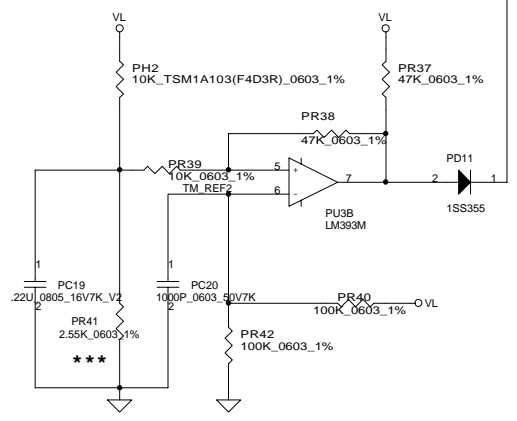 VL
VL
PH2
10K_TSM1A103(F4D3R)_0603_1%
PR37
47K_0603_1%
PR38
47K_0603_1%
PR39
10K_0603_1%
TM_REF2
5
+
6
-
7
PU3B
LM393M
PD11
2
1
1SS355
1
PC19
.22U_0805_16V7K_V2
2
1
PC20
1000P_0603_50V7K
2
PR41
2.55K_0603_1%
***
PR40
100K_0603_1%
VL
PR42
100K_0603_1%